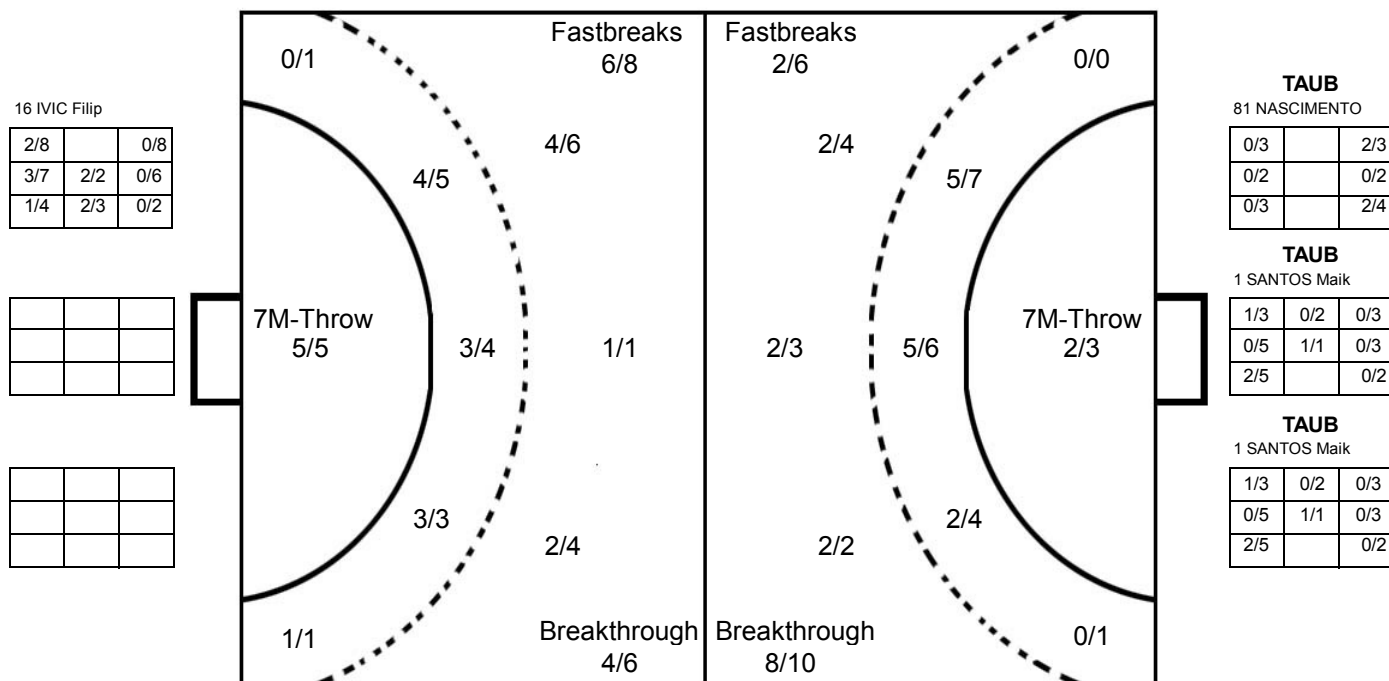 16 IVIC Filip
2/8 0/8
3/7 2/2 0/6
1/4 2/3 0/2
Fastbreaks
6/8
0/1
4/6
4/5
7M-Throw
5/5
3/4
1/1
3/3
2/4
1/1
Breakthrough
4/6
Fastbreaks
2/6
0/0
2/4
5/7
2/3
5/6
7M-Throw
2/3
2/4
2/2
Breakthrough
8/10
0/1
TAUB
81 NASCIMENTO
0/3 2/3
0/2 0/2
0/3 2/4
TAUB
1 SANTOS Maik
1/3 0/2 0/3
0/5 1/1 0/3
2/5 0/2
TAUB
1 SANTOS Maik
1/3 0/2 0/3
0/5 1/1 0/3
2/5 0/2